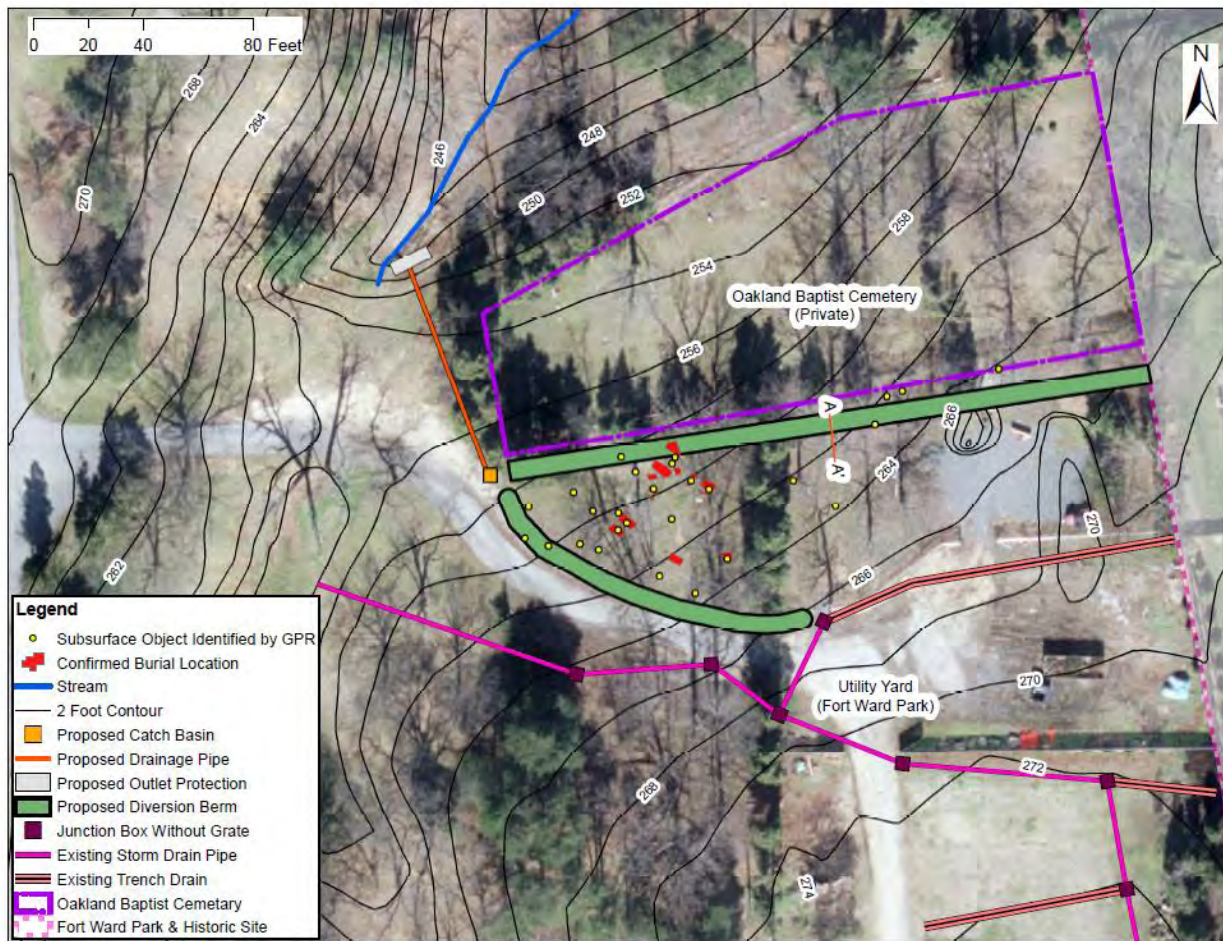 0 20 40 80 Feet
N
268
264
270
246
248
250
252
258
254
Oakland Baptist Cemetery
(Private)
256
A
266
264
A'
270
262
266
Utility Yard
(Fort Ward Park)
270
272
268
274
Legend
Subsurface Object Identified by GPR
Confirmed Burial Location
Stream
2 Foot Contour
Proposed Catch Basin
Proposed Drainage Pipe
Proposed Outlet Protection
Proposed Diversion Berm
Junction Box Without Grate
Existing Storm Drain Pipe
Existing Trench Drain
Oakland Baptist Cemetary
Fort Ward Park & Historic Site